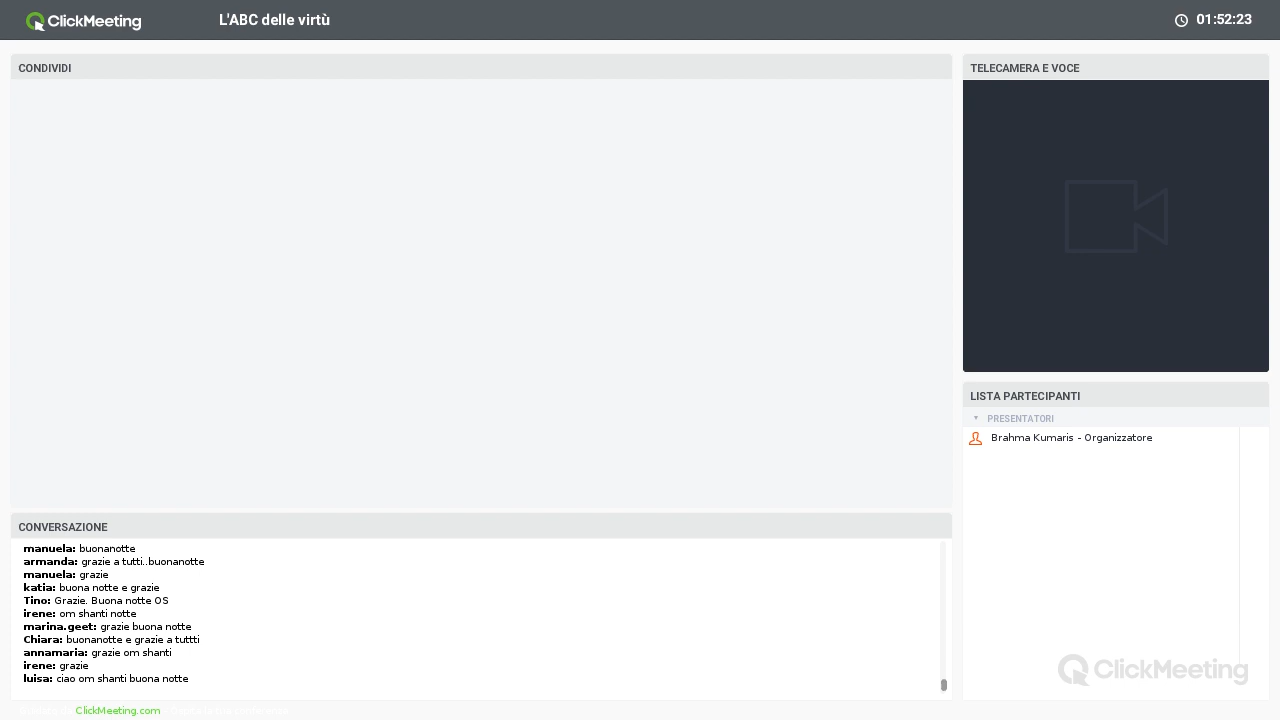 ClickMeeting
L'ABC delle virtù
01:52:23
CONDIVIDI
TELECAMERA E VOCE
LISTA PARTECIPANTI
PRESENTATORI
Brahma Kumaris - Organizzatore
CONVERSAZIONE
manuela: buonanotte
armanda: grazie a tutti..buonanotte
manuela: grazie
katia: buona notte e grazie
Tino: Grazie. Buona notte OS
irene: om shanti notte
marina.geet: grazie buona notte
Chiara: buonanotte e grazie a tuttti
annamaria: grazie om shanti
irene: grazie
luisa: ciao om shanti buona notte
ClickMeeting
ClickMeeting.com